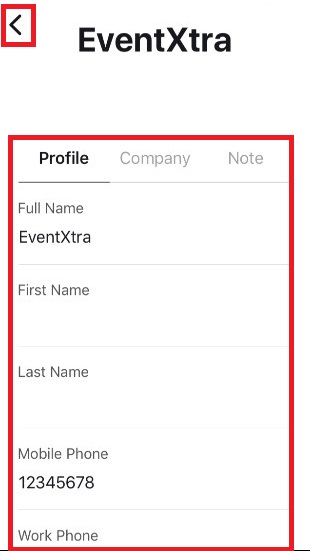 EventXtra
Profile Company Note
Full Name
EventXtra
First Name
Last Name
Mobile Phone
12345678
Work Phone